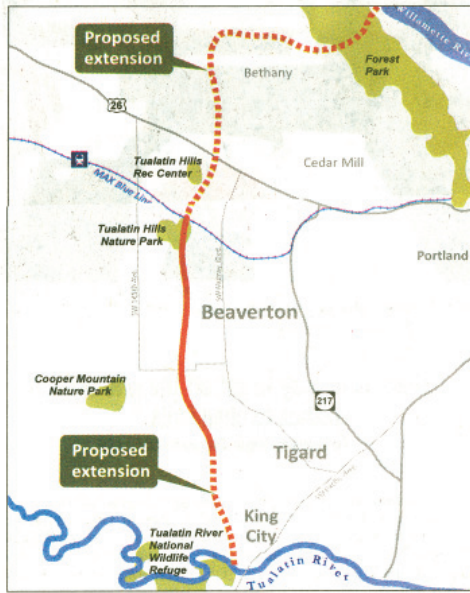 Willamette River
Proposed
extension
Forest
Park
Bethany
26
Tualatin Hills
Rec Center
Cedar Mill
MAX Blue Line
Tualatin Hills
Nature Park
Portland
Beaverton
Cooper Mountain
Nature Park
217
Proposed
extension
Tigard
King
City
Tualatin River
National
Wildlife
Refuge
Tualatin River